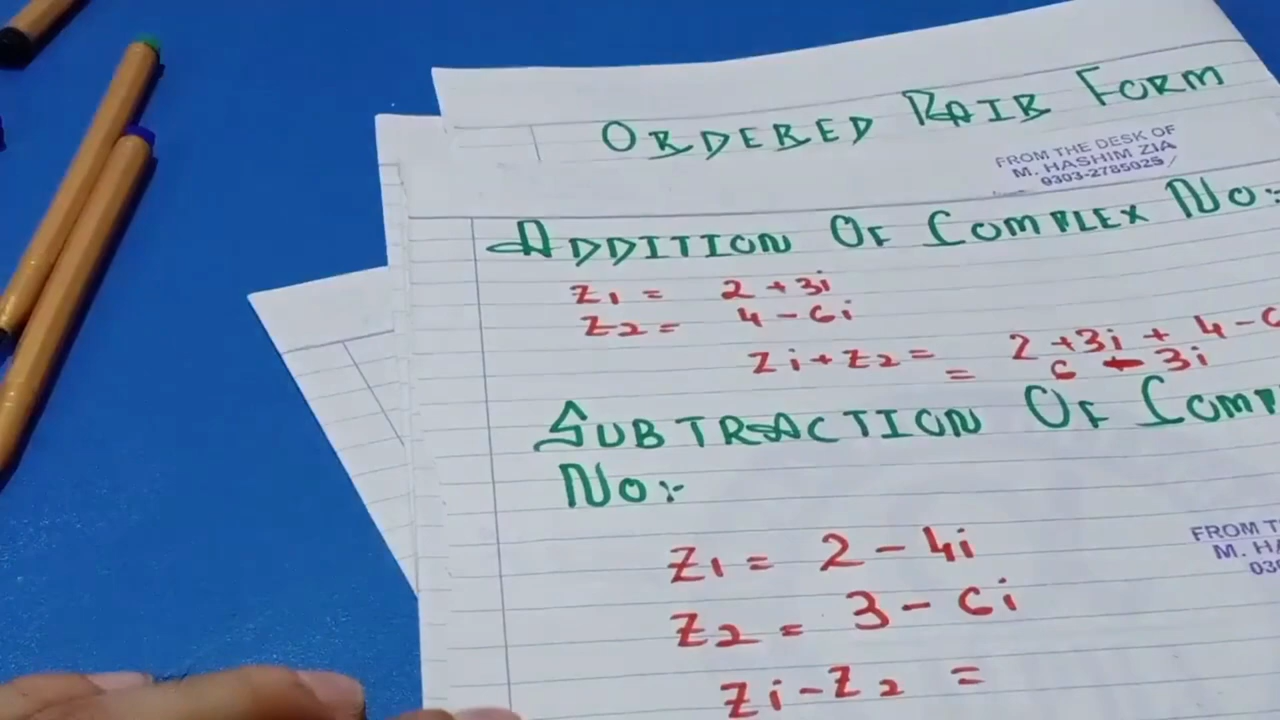 ORDERED PAIR FORM
FROM THE DESK OF
M. HASHIM ZIA
0303-2785025
ADDITION OF COMPLEX NO:-
Z1 = 2 + 3i
Z2 = 4 - 6i
Zi + Z2 = 2 + 3i + 4 - 6
= 6 - 3i
SUBTRACTION OF COMP
NO:-
FROM T
M. HA
030
Z1 = 2 - 4i
Z2 = 3 - 6i
Zi - Z2 =